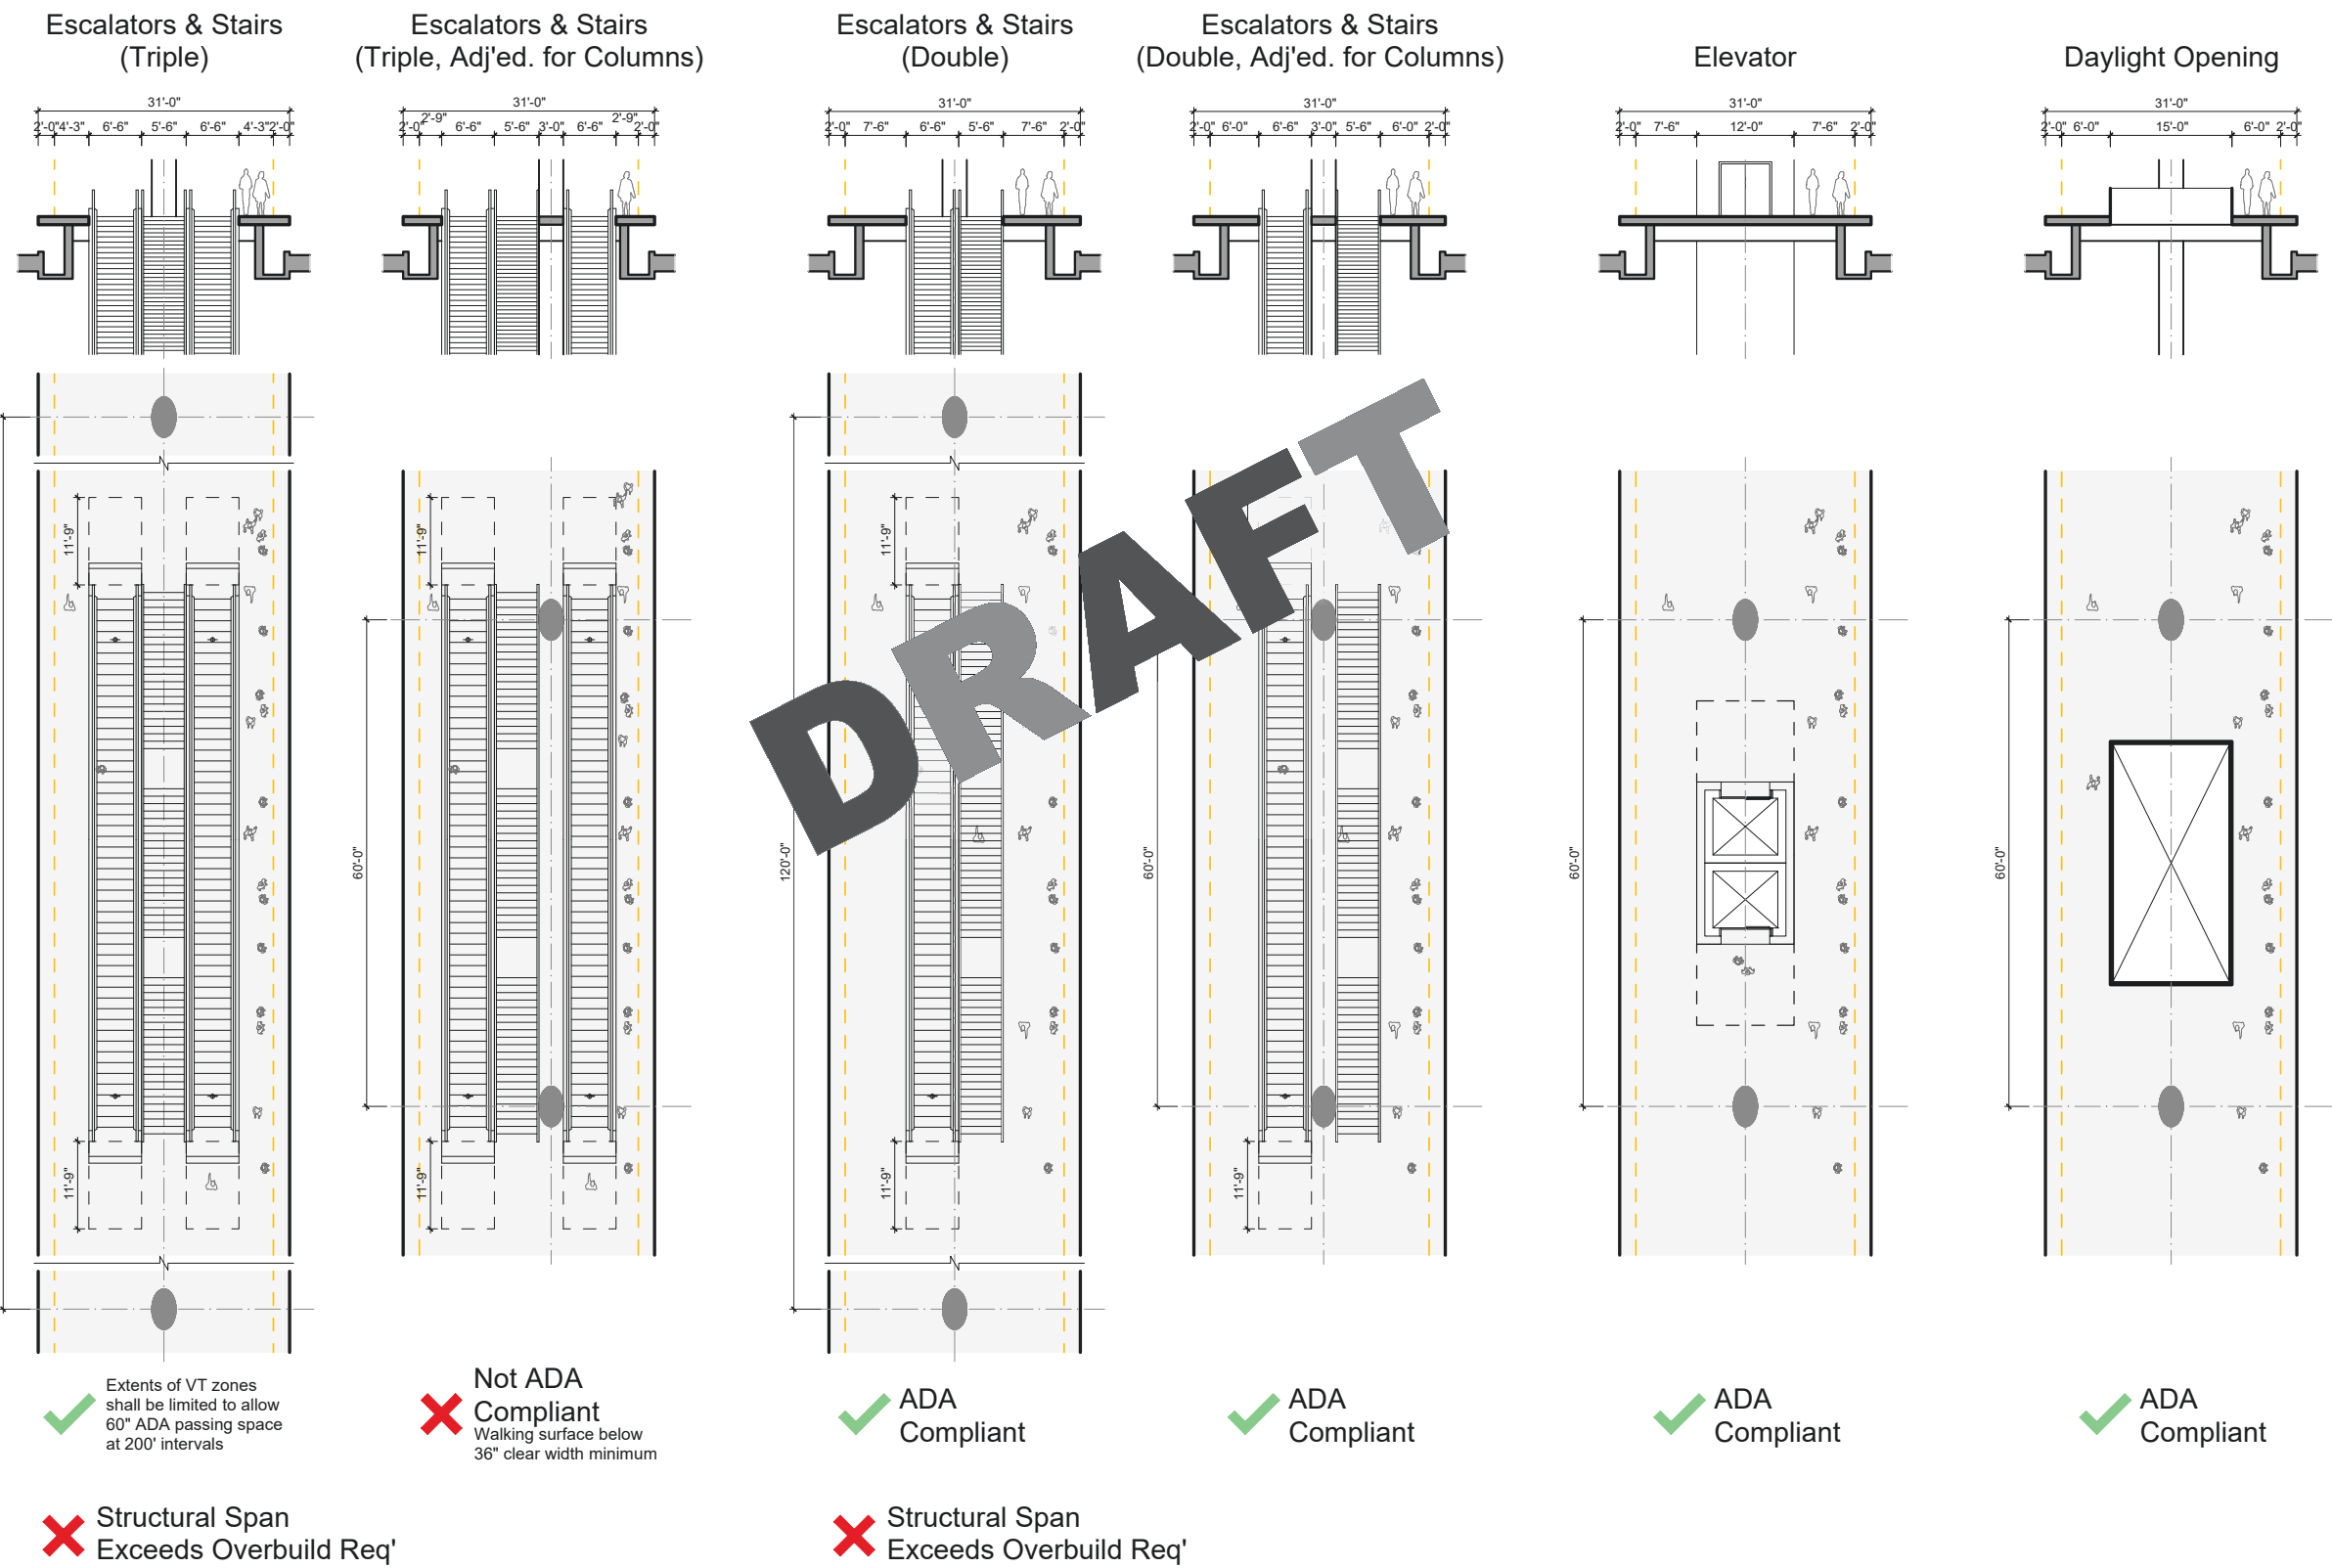 Escalators & Stairs
(Triple)
Escalators & Stairs
(Triple, Adj'ed. for Columns)
Escalators & Stairs
(Double)
Escalators & Stairs
(Double, Adj'ed. for Columns)
Elevator
Daylight Opening
31'-0"
2'-0" 4'-3" 6'-6" 5'-6" 6'-6" 4'-3" 2'-0"
31'-0"
2'-0" 2'-9" 6'-6" 5'-6" 3'-0" 6'-6" 2'-9" 2'-0"
31'-0"
2'-0" 7'-6" 6'-6" 5'-6" 7'-6" 2'-0"
31'-0"
2'-0" 6'-0" 6'-6" 3'-0" 5'-6" 6'-0" 2'-0"
31'-0"
2'-0" 7'-6" 12'-0" 7'-6" 2'-0"
31'-0"
2'-0" 6'-0" 15'-0" 6'-0" 2'-0"
11'-9"
11'-9"
11'-9"
DRAFT
60'-0"
120'-0"
60'-0"
60'-0"
60'-0"
11'-9"
11'-9"
11'-9"
11'-9"
Extents of VT zones
shall be limited to allow
60" ADA passing space
at 200' intervals
Not ADA
Compliant
Walking surface below
36" clear width minimum
ADA
Compliant
ADA
Compliant
ADA
Compliant
ADA
Compliant
Structural Span
Exceeds Overbuild Req'
Structural Span
Exceeds Overbuild Req'